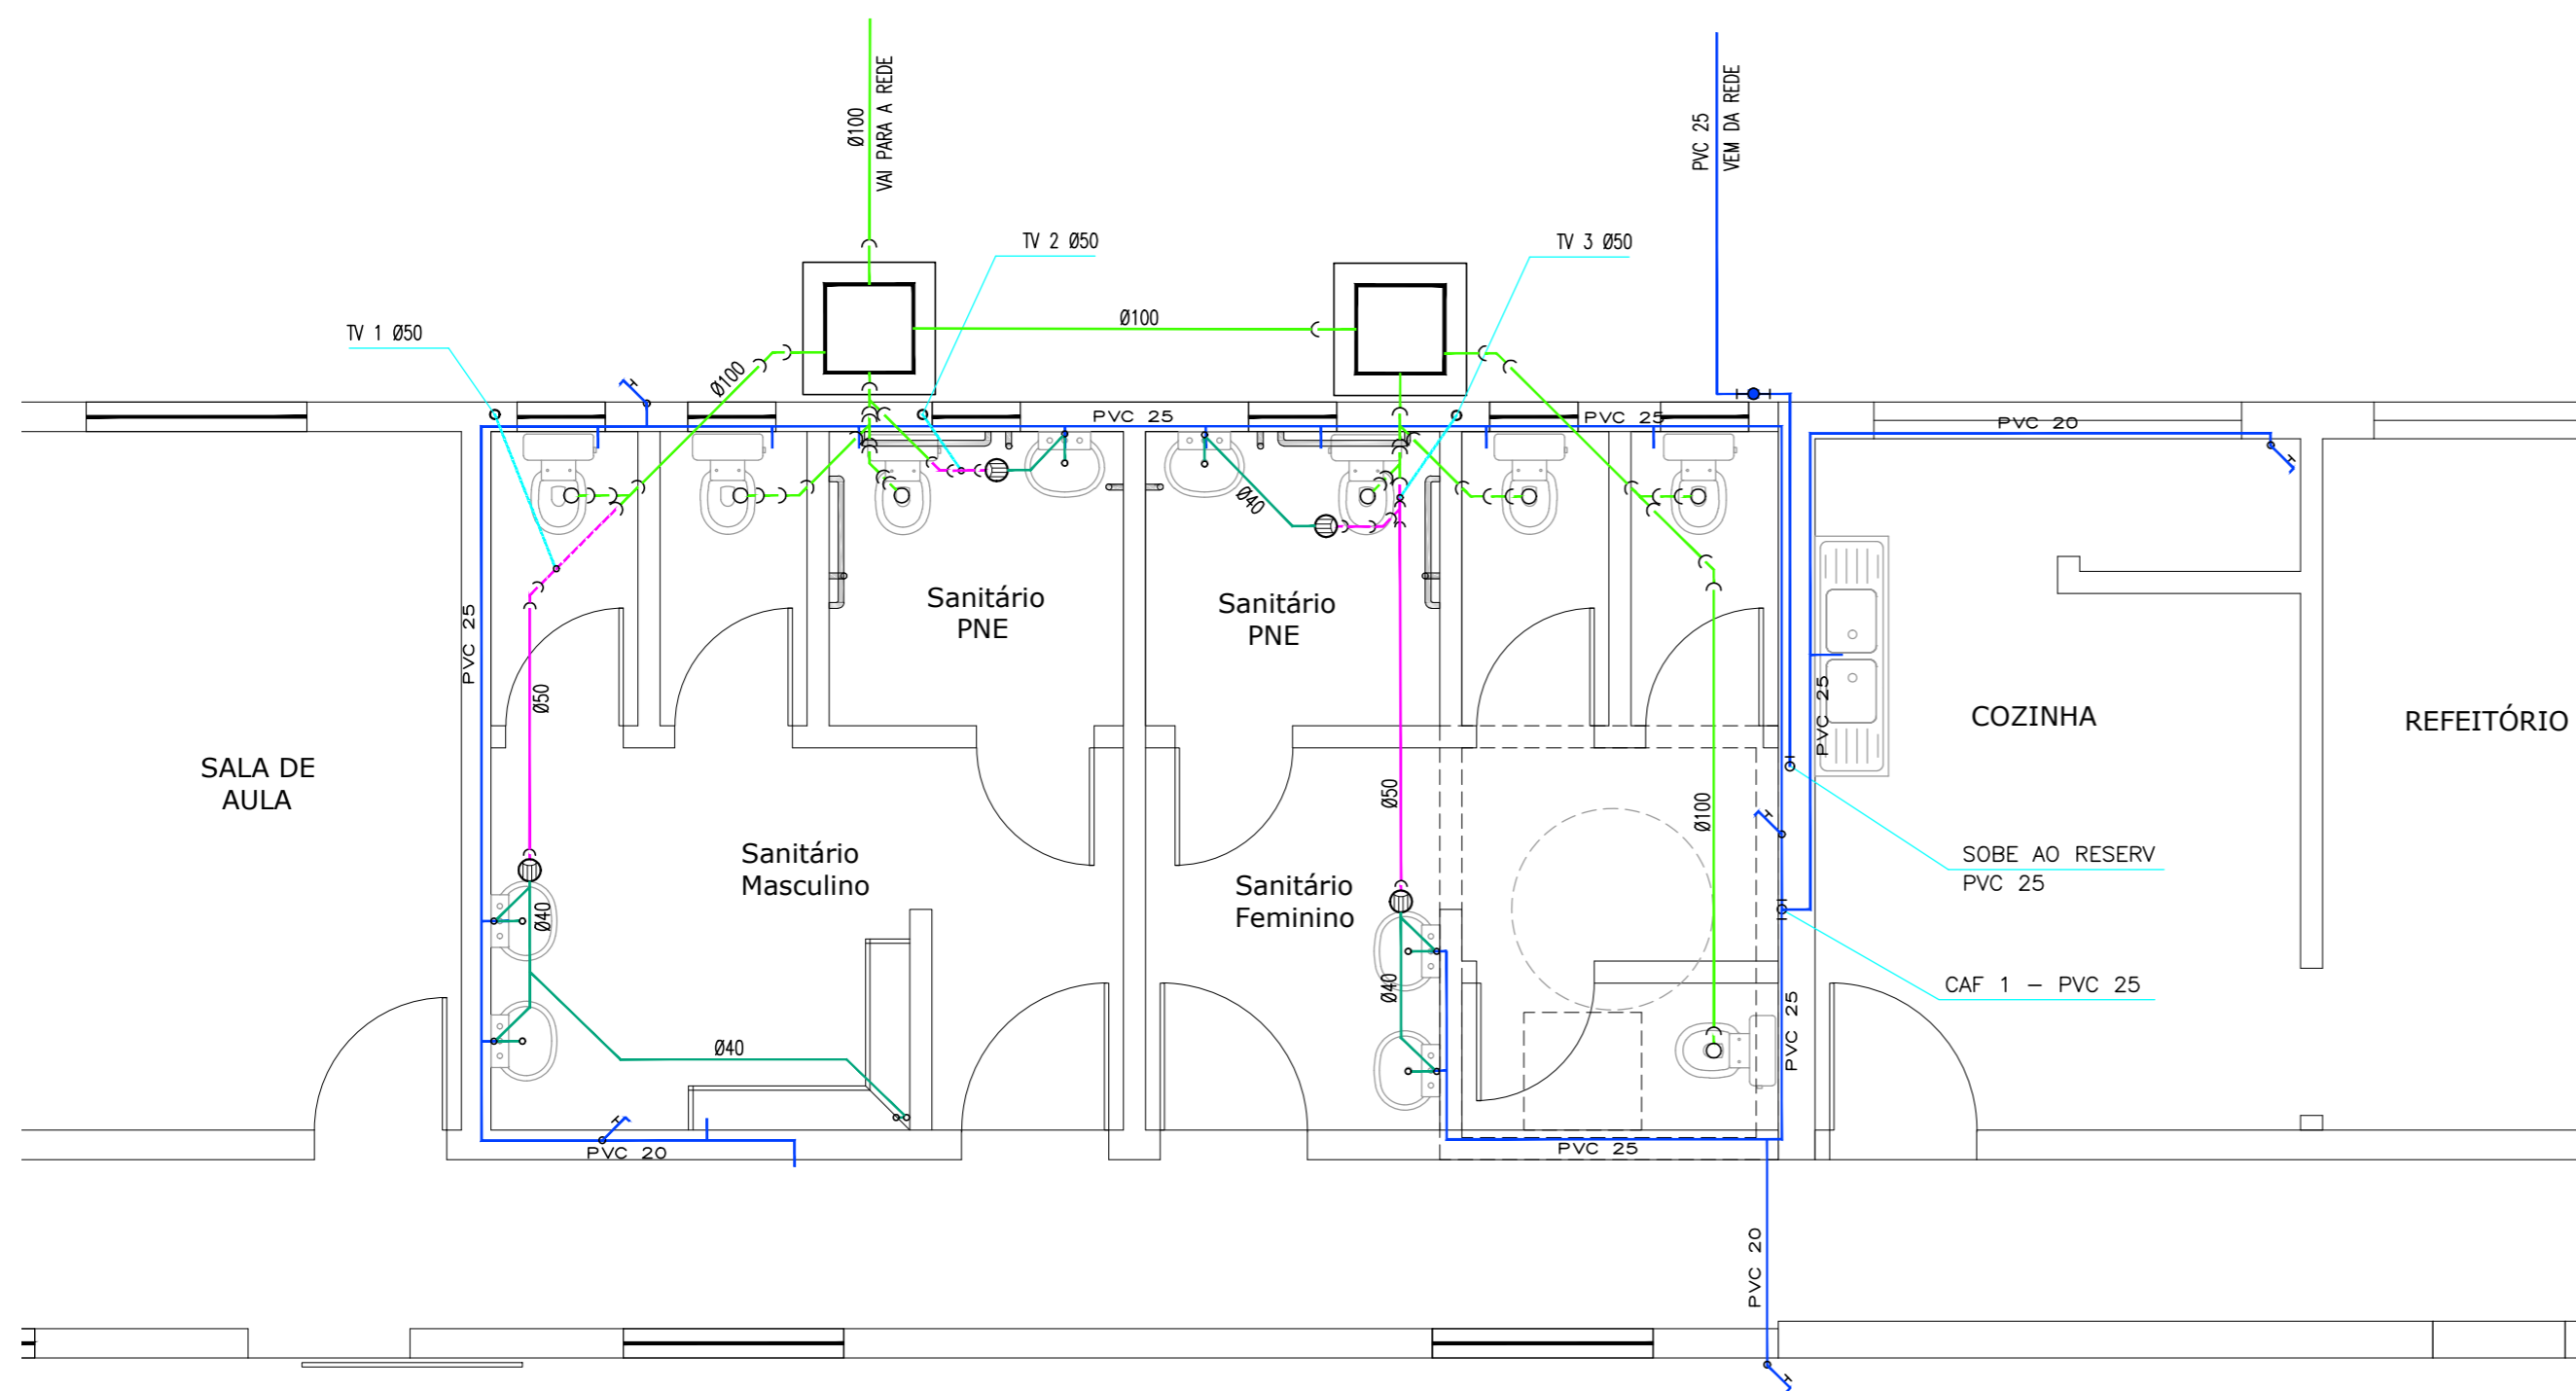 Ø100
VAI PARA A REDE
PVC 25
VEM DA REDE
TV 2 Ø50
TV 3 Ø50
TV 1 Ø50
Ø100
Ø100
PVC 25
PVC 25
PVC 20
Ø40
Sanitário
PNE
Sanitário
PNE
PVC 25
Ø50
PVC 25
COZINHA
REFEITÓRIO
SALA DE
AULA
Ø50
Ø100
Sanitário
Masculino
Sanitário
Feminino
SOBE AO RESERV
PVC 25
Ø40
Ø40
CAF 1 – PVC 25
PVC 25
Ø40
PVC 20
PVC 25
PVC 20